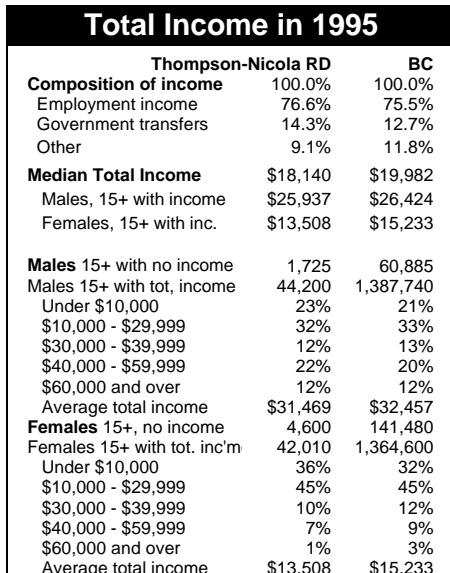 Total Income in 1995
Thompson-Nicola RD BC
Composition of income 100.0% 100.0%
Employment income 76.6% 75.5%
Government transfers 14.3% 12.7%
Other 9.1% 11.8%
Median Total Income $18,140 $19,982
Males, 15+ with income $25,937 $26,424
Females, 15+ with inc. $13,508 $15,233
Males 15+ with no income 1,725 60,885
Males 15+ with tot, income 44,200 1,387,740
Under $10,000 23% 21%
$10,000 - $29,999 32% 33%
$30,000 - $39,999 12% 13%
$40,000 - $59,999 22% 20%
$60,000 and over 12% 12%
Average total income $31,469 $32,457
Females 15+, no income 4,600 141,480
Females 15+ with tot. inc'm 42,010 1,364,600
Under $10,000 36% 32%
$10,000 - $29,999 45% 45%
$30,000 - $39,999 10% 12%
$40,000 - $59,999 7% 9%
$60,000 and over 1% 3%
Average total income $13,508 $15,233